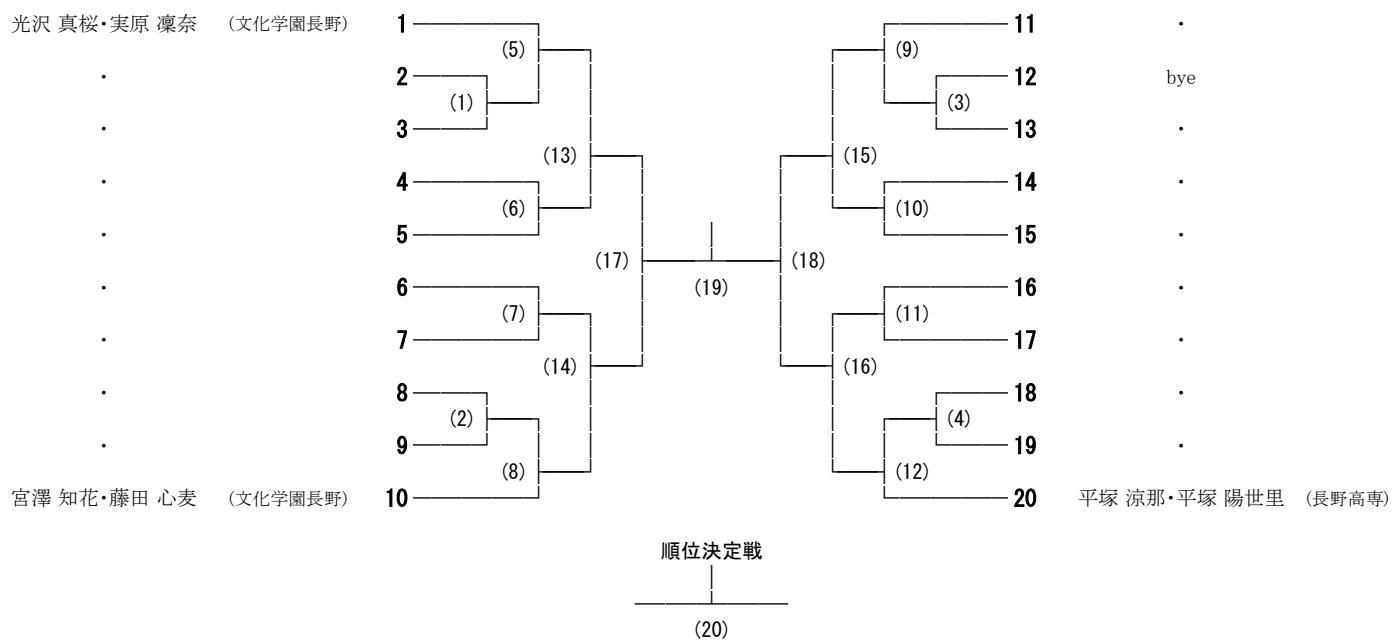 光沢 真桜・実原 凜奈 (文化学園長野) 1 11 ・
(5) (9)
・ 2 12 bye
(1) (3)
・ 3 13 ・
(13) (15)
・ 4 14 ・
(6) (10)
・ 5 15 ・
(17) (18)
・ 6 (19) 16 ・
(7) (11)
・ 7 17 ・
(14) (16)
・ 8 18 ・
(2) (4)
・ 9 19 ・
(8) (12)
宮澤 知花・藤田 心麦 (文化学園長野) 10 20 平塚 涼那・平塚 陽世里 (長野高専)
順位決定戦
(20)